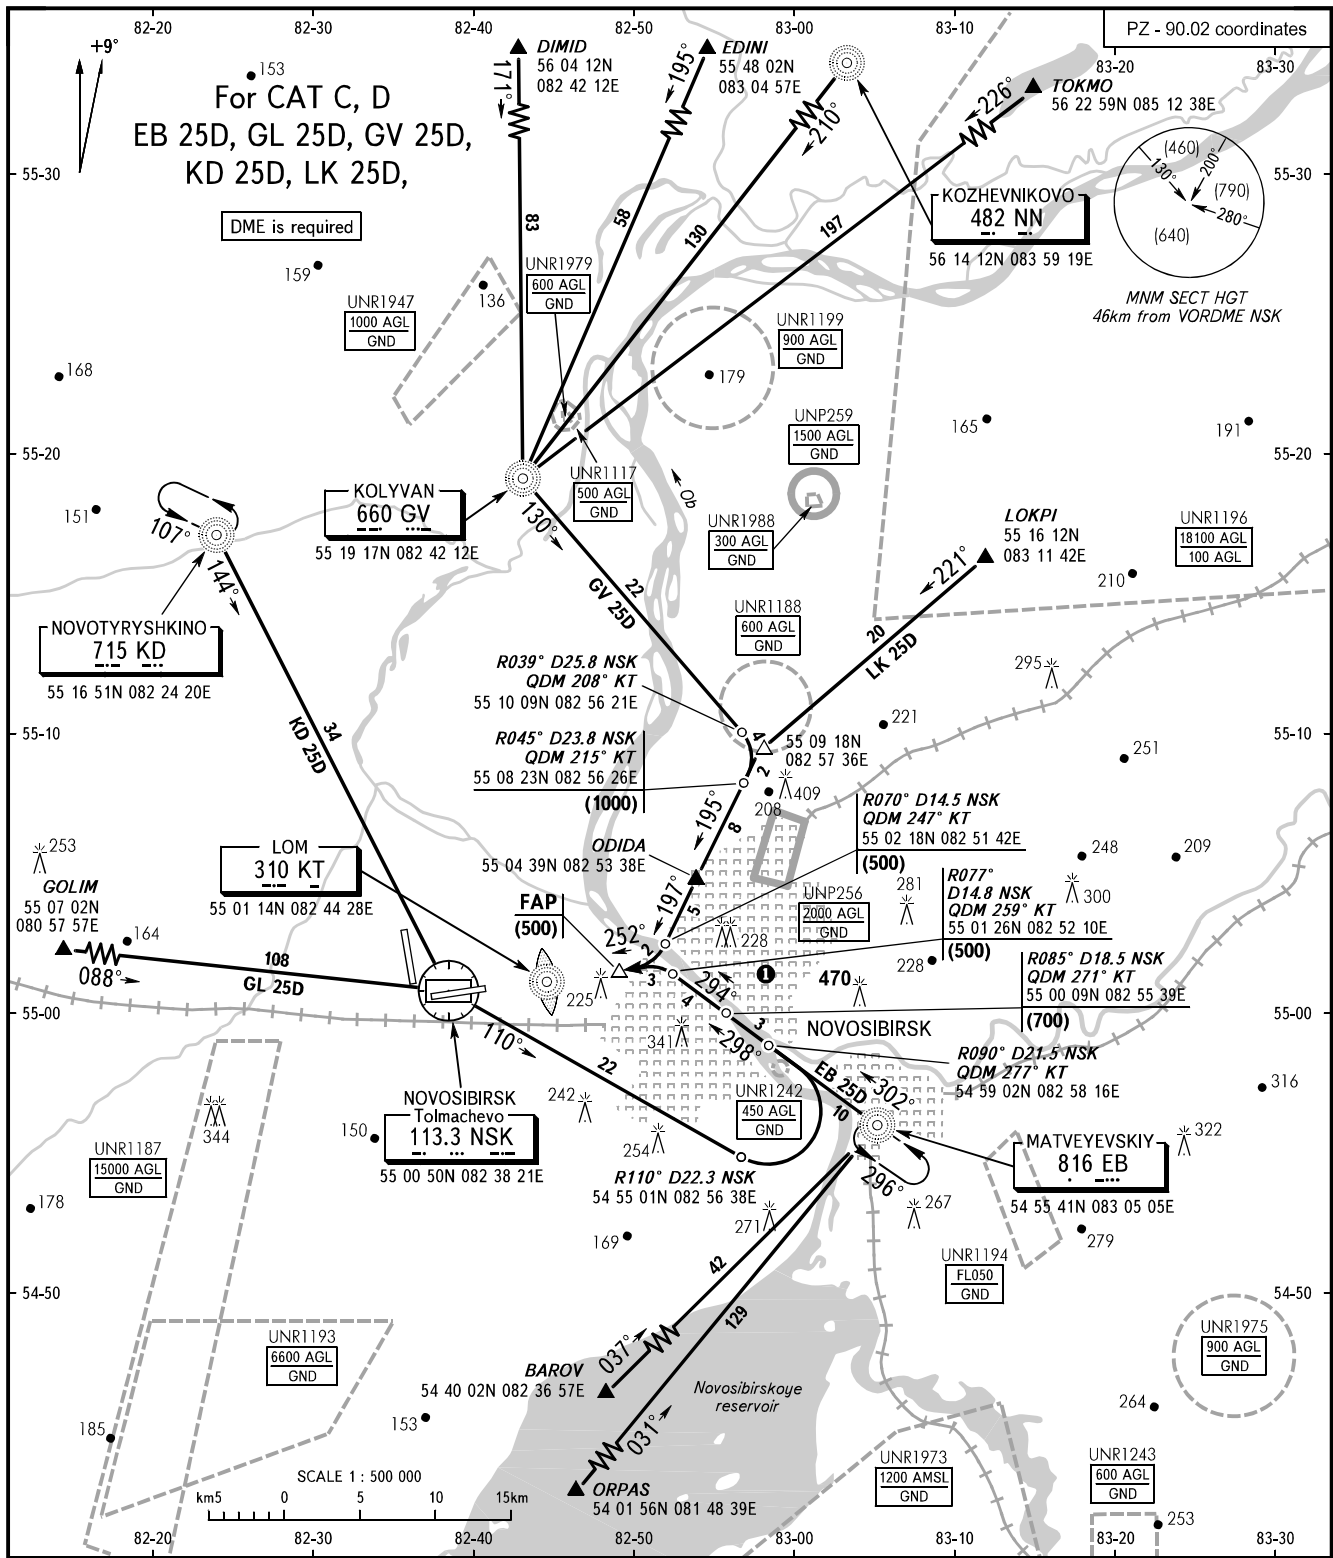 82-20
82-30
82-40
82-50
83-00
PZ - 90.02 coordinates
83-20
83-30
+9°
153
For CAT C, D
EB 25D, GL 25D, GV 25D,
KD 25D, LK 25D,
DME is required
DIMID
56 04 12N
082 42 12E
171°
195°
EDINI
55 48 02N
083 04 57E
210°
226°
TOKMO
56 22 59N 085 12 38E
(460)
130°
200°
(790)
280°
(640)
MNM SECT HGT
46km from VORDME NSK
55-30
55-30
KOZHEVNIKOVO
482 NN
56 14 12N 083 59 19E
83
58
130
197
159
136
UNR1947
1000 AGL
GND
UNR1979
600 AGL
GND
UNR1199
900 AGL
GND
168
179
UNP259
1500 AGL
GND
165
191
55-20
55-20
UNR1117
500 AGL
GND
KOLYVAN
660 GV
55 19 17N 082 42 12E
130°
Ob
UNR1988
300 AGL
GND
151
107°
144°
LOKPI
55 16 12N
083 11 42E
221°
UNR1196
18100 AGL
100 AGL
210
22
GV 25D
UNR1188
600 AGL
GND
20
LK 25D
NOVOTYRYSHKINO
715 KD
55 16 51N 082 24 20E
R039° D25.8 NSK
QDM 208° KT
55 10 09N 082 56 21E
295
221
34
KD 25D
55-10
55-10
R045° D23.8 NSK
QDM 215° KT
55 08 23N 082 56 26E
(1000)
4
2
55 09 18N
082 57 36E
251
409
208
195°
8
R070° D14.5 NSK
QDM 247° KT
55 02 18N 082 51 42E
(500)
248
209
253
GOLIM
55 07 02N
080 57 57E
LOM
310 KT
55 01 14N 082 44 28E
ODIDA
55 04 39N 082 53 38E
FAP
(500)
197°
5
UNP256
2000 AGL
GND
281
R077°
D14.8 NSK
QDM 259° KT
55 01 26N 082 52 10E
(500)
300
164
088°
108
GL 25D
252°
2
228
3
294°
4
1
470
228
R085° D18.5 NSK
QDM 271° KT
55 00 09N 082 55 39E
(700)
225
55-00
55-00
341
298°
3
NOVOSIBIRSK
110°
22
R090° D21.5 NSK
QDM 277° KT
54 59 02N 082 58 16E
EB 25D
10
302°
316
NOVOSIBIRSK
Tolmachevo
113.3 NSK
55 00 50N 082 38 21E
242
254
UNR1242
450 AGL
GND
344
150
UNR1187
15000 AGL
GND
MATVEYEVSKIY
816 EB
54 55 41N 083 05 05E
322
R110° D22.3 NSK
54 55 01N 082 56 38E
296°
267
178
271
169
279
42
129
UNR1194
FL050
GND
54-50
54-50
UNR1193
6600 AGL
GND
UNR1975
900 AGL
GND
037°
BAROV
54 40 02N 082 36 57E
Novosibirskoye
reservoir
153
031°
264
185
UNR1973
1200 AMSL
GND
UNR1243
600 AGL
GND
SCALE 1 : 500 000
km5 0 5 10 15km
ORPAS
54 01 56N 081 48 39E
253
82-20
82-30
82-40
82-50
83-00
83-10
83-20
83-30